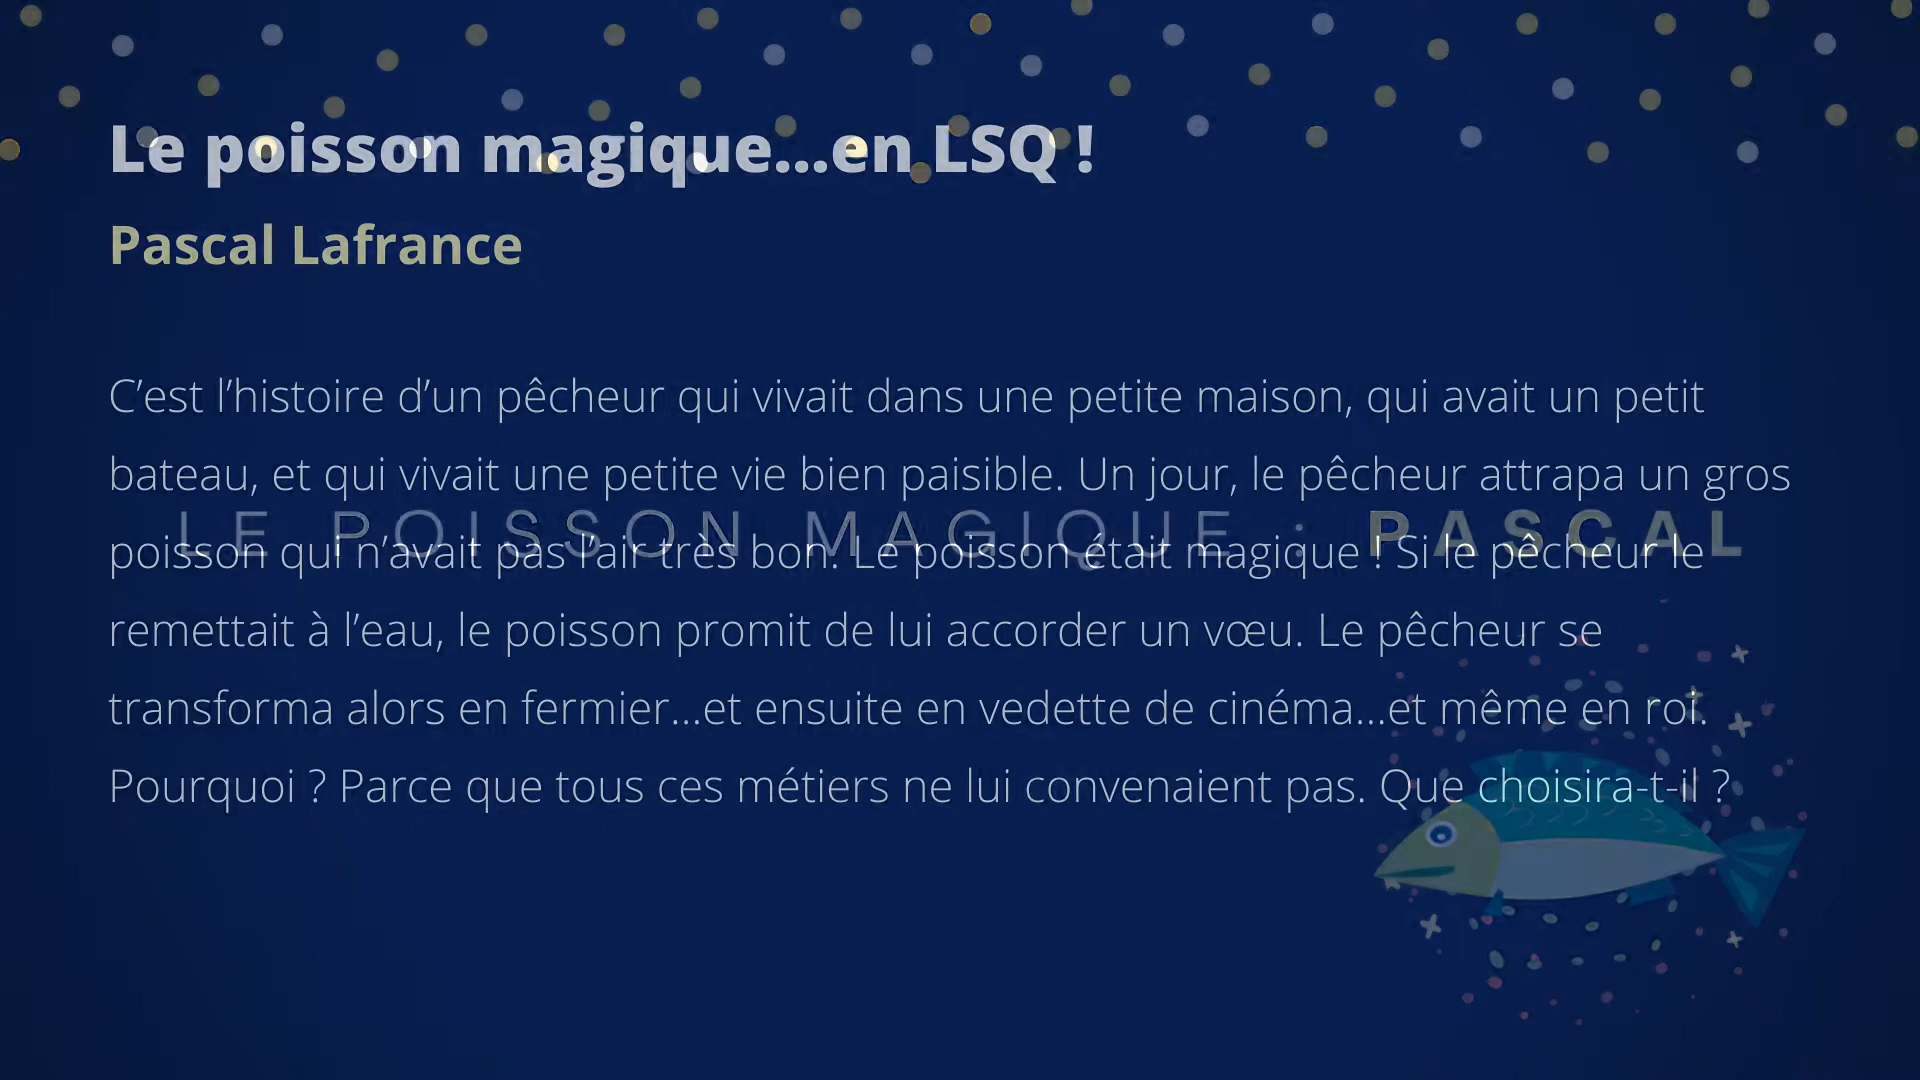 Le poisson magique...en LSQ !
Pascal Lafrance
C’est l’histoire d’un pêcheur qui vivait dans une petite maison, qui avait un petit
bateau, et qui vivait une petite vie bien paisible. Un jour, le pêcheur attrapa un gros
LE POISSON MAGIQUE : PASCAL
poisson qui n’avait pas l’air très bon. Le poisson était magique ! Si le pêcheur le
remettait à l’eau, le poisson promit de lui accorder un vœu. Le pêcheur se
transforma alors en fermier...et ensuite en vedette de cinéma...et même en roi.
Pourquoi ? Parce que tous ces métiers ne lui convenaient pas. Que choisira-t-il ?